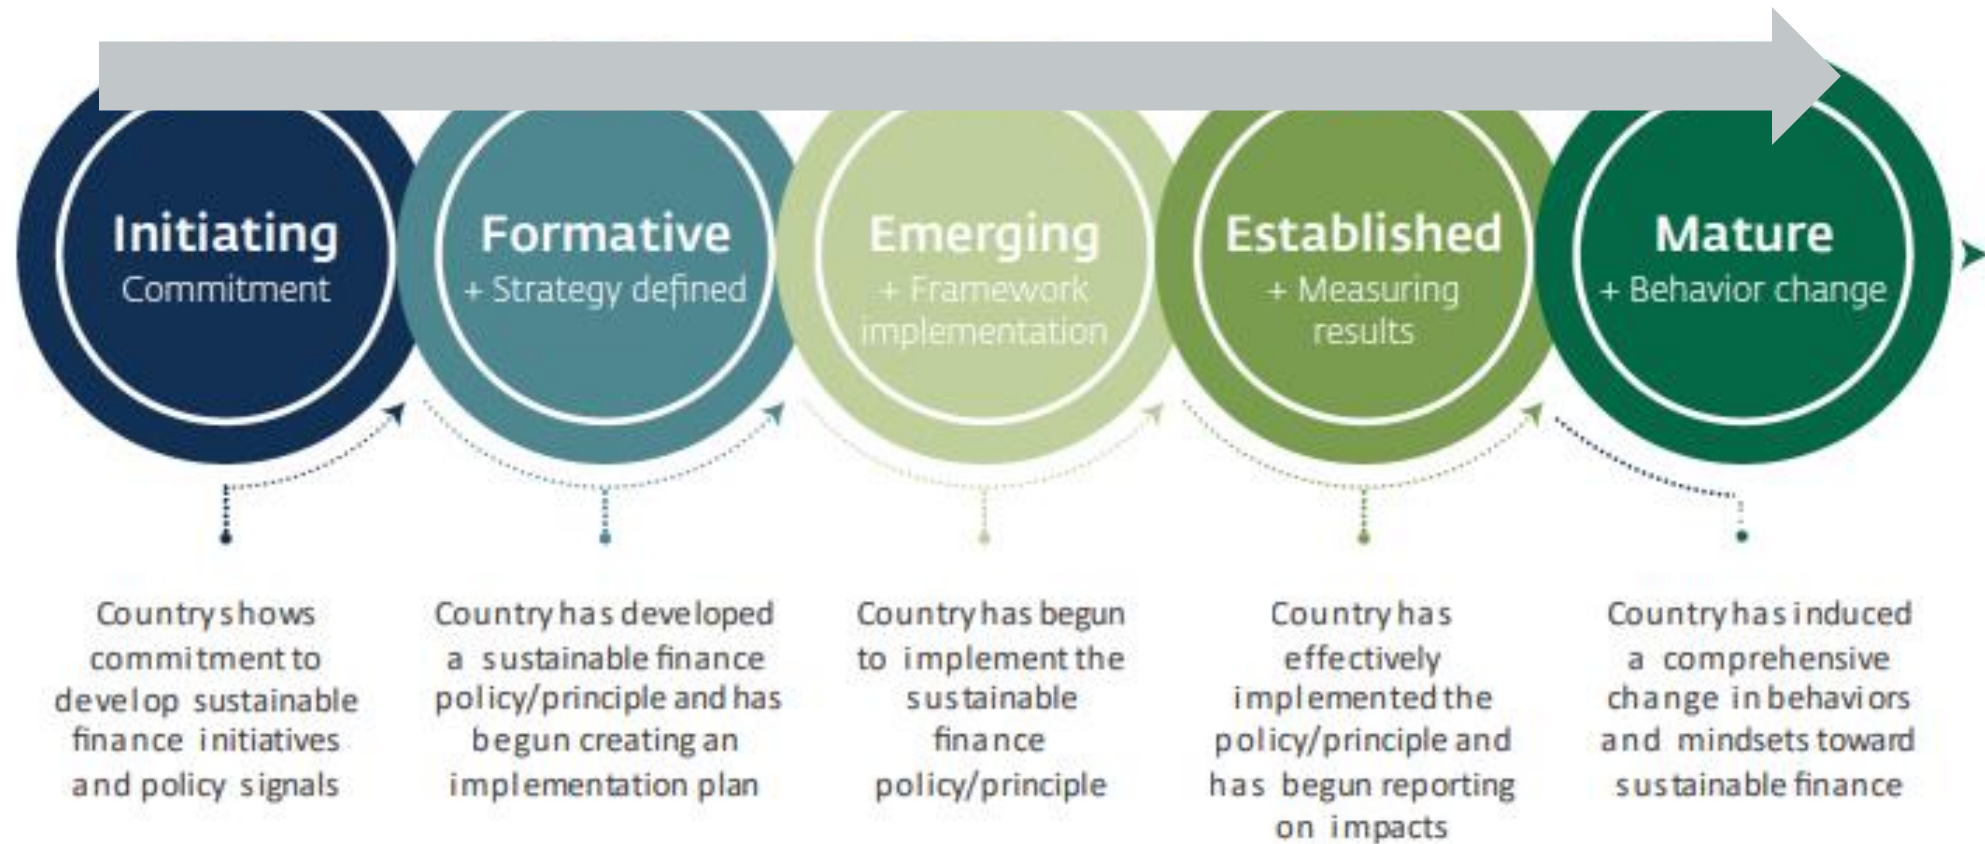 Initiating
Commitment
Formative
+ Strategy defined
Emerging
+ Framework
implementation
Established
+ Measuring
results
Mature
+ Behavior change
Country shows
commitment to
develop sustainable
finance initiatives
and policy signals
Country has developed
a sustainable finance
policy/principle and has
begun creating an
implementation plan
Country has begun
to implement the
sustainable
finance
policy/principle
Country has
effectively
implemented the
policy/principle and
has begun reporting
on impacts
Country has induced
a comprehensive
change in behaviors
and mindsets toward
sustainable finance